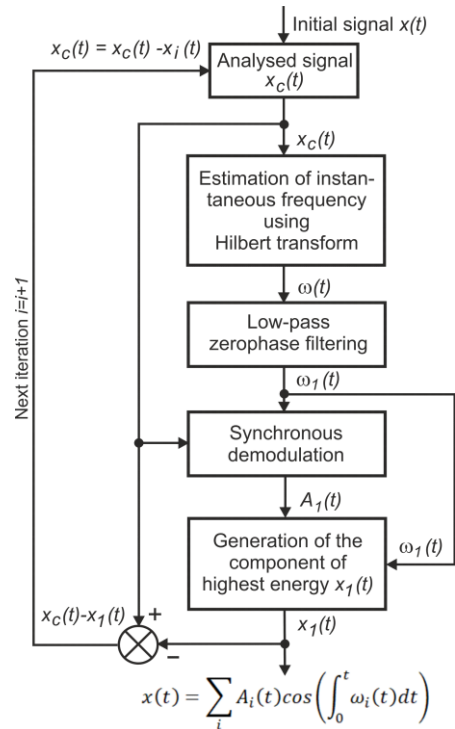 Initial signal x(t)
x_c(t) = x_c(t) -x_i(t)
Analysed signal
x_c(t)
x_c(t)
Estimation of instan-
taneous frequency
using
Hilbert transform
ω(t)
Low-pass
zerophase filtering
ω_1(t)
Next iteration i=i+1
Synchronous
demodulation
A_1(t)
Generation of the
component of
highest energy x_1(t)
ω_1(t)
x_c(t)-x_1(t)
+
−
x_1(t)
x(t) = ∑_i A_i(t)cos(∫_0^t ω_i(t)dt)